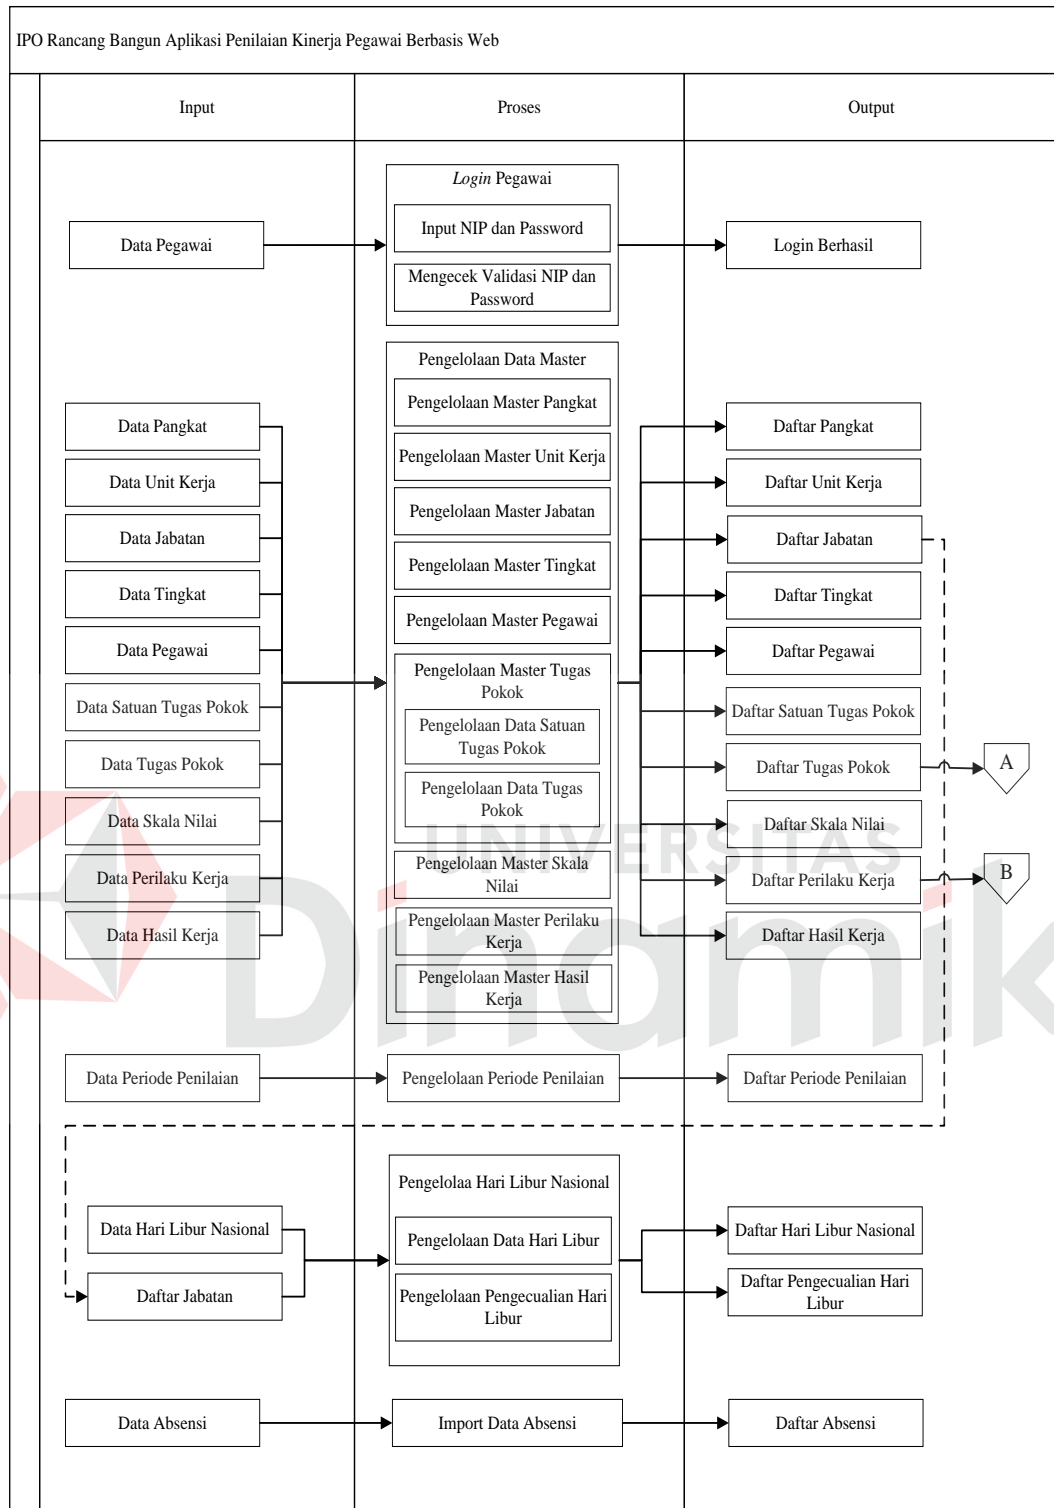 IPO Rancang Bangun Aplikasi Penilaian Kinerja Pegawai Berbasis Web
Input
Proses
Output
Login Pegawai
Data Pegawai
Input NIP dan Password
Mengecek Validasi NIP dan
Password
Login Berhasil
Pengelolaan Data Master
Data Pangkat
Data Unit Kerja
Data Jabatan
Data Tingkat
Data Pegawai
Data Satuan Tugas Pokok
Data Tugas Pokok
Data Skala Nilai
Data Perilaku Kerja
Data Hasil Kerja
Pengelolaan Master Pangkat
Pengelolaan Master Unit Kerja
Pengelolaan Master Jabatan
Pengelolaan Master Tingkat
Pengelolaan Master Pegawai
Pengelolaan Master Tugas
Pokok
Pengelolaan Data Satuan
Tugas Pokok
Pengelolaan Data Tugas
Pokok
Pengelolaan Master Skala
Nilai
Pengelolaan Master Perilaku
Kerja
Pengelolaan Master Hasil
Kerja
Daftar Pangkat
Daftar Unit Kerja
Daftar Jabatan
Daftar Tingkat
Daftar Pegawai
Daftar Satuan Tugas Pokok
Daftar Tugas Pokok
A
Daftar Skala Nilai
Daftar Perilaku Kerja
B
Daftar Hasil Kerja
UNIVERSITAS
Dinamika
Data Periode Penilaian
Pengelolaan Periode Penilaian
Daftar Periode Penilaian
Pengelolaa Hari Libur Nasional
Data Hari Libur Nasional
Daftar Jabatan
Pengelolaan Data Hari Libur
Pengelolaan Pengecualian Hari
Libur
Daftar Hari Libur Nasional
Daftar Pengecualian Hari
Libur
Data Absensi
Import Data Absensi
Daftar Absensi